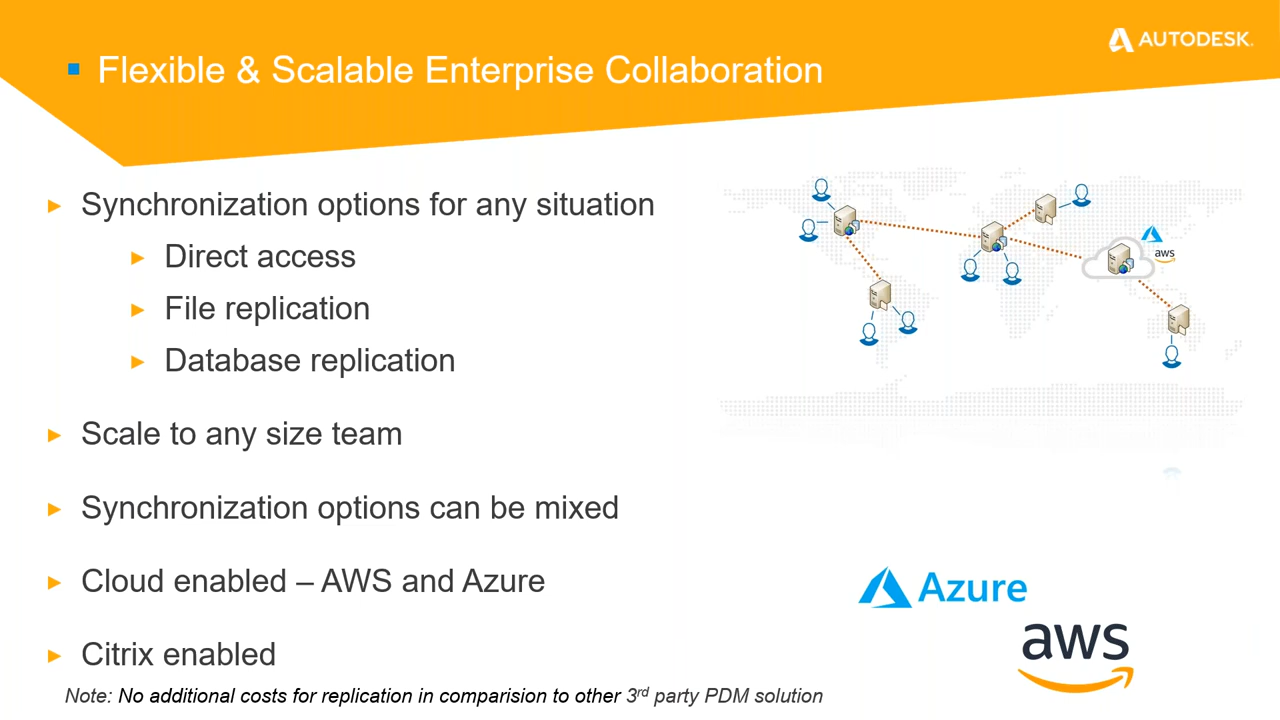 Flexible & Scalable Enterprise Collaboration
AUTODESK.
Synchronization options for any situation
Direct access
File replication
Database replication
Scale to any size team
Synchronization options can be mixed
Cloud enabled – AWS and Azure
Citrix enabled
Note: No additional costs for replication in comparision to other 3rd party PDM solution
aws
Azure
aws